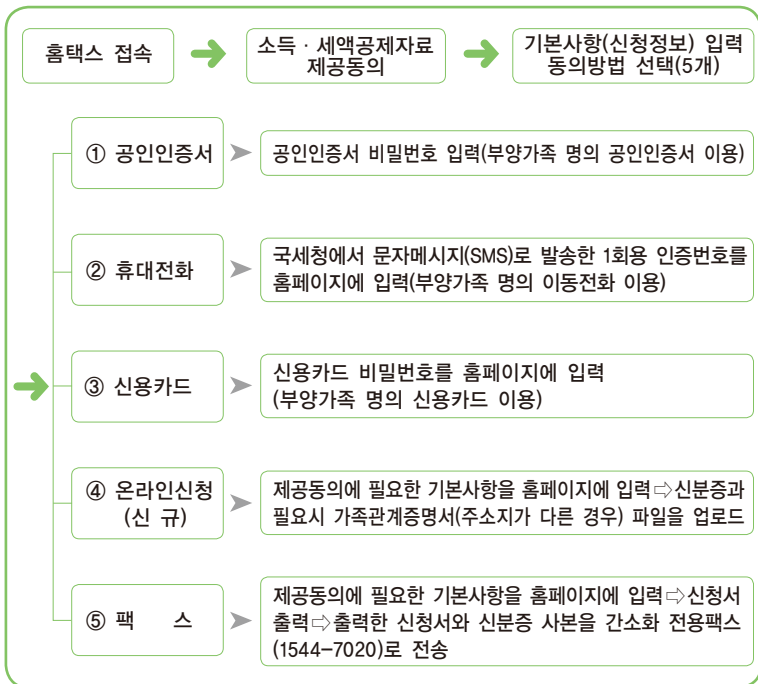 홈택스 접속
소득·세액공제자료
제공동의
기본사항(신청정보) 입력
동의방법 선택(5개)
① 공인인증서
공인인증서 비밀번호 입력(부양가족 명의 공인인증서 이용)
② 휴대전화
국세청에서 문자메시지(SMS)로 발송한 1회용 인증번호를
홈페이지에 입력(부양가족 명의 이동전화 이용)
③ 신용카드
신용카드 비밀번호를 홈페이지에 입력
(부양가족 명의 신용카드 이용)
④ 온라인신청
(신 규)
제공동의에 필요한 기본사항을 홈페이지에 입력⇨신분증과
필요시 가족관계증명서(주소지가 다른 경우) 파일을 업로드
⑤ 팩 스
제공동의에 필요한 기본사항을 홈페이지에 입력⇨신청서
출력⇨출력한 신청서와 신분증 사본을 간소화 전용팩스
(1544-7020)로 전송